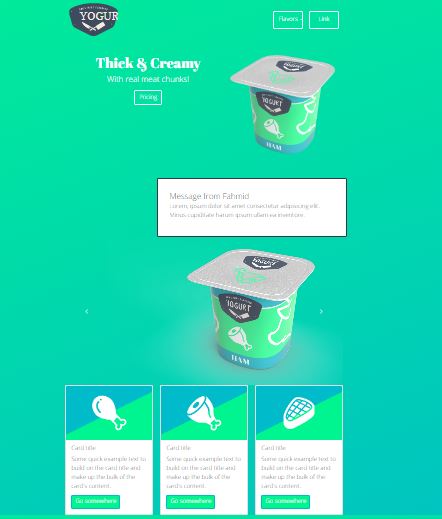 YOGUR
Flavors
Link
Thick & Creamy
With real meat chunks!
Pricing
YOGURT
HAM
Message from Fahmid
Lorem, ipsum dolor sit amet consectetur adipisicing elit.
Minus cupiditate harum ipsum ullam ea inventore.
YOGURT
YOGURT
HAM
Card title
Some quick example text to
build on the card title and
make up the bulk of the
card's content.
Go somewhere
Card title
Some quick example text to
build on the card title and
make up the bulk of the
card's content.
Go somewhere
Card title
Some quick example text to
build on the card title and
make up the bulk of the
card's content.
Go somewhere